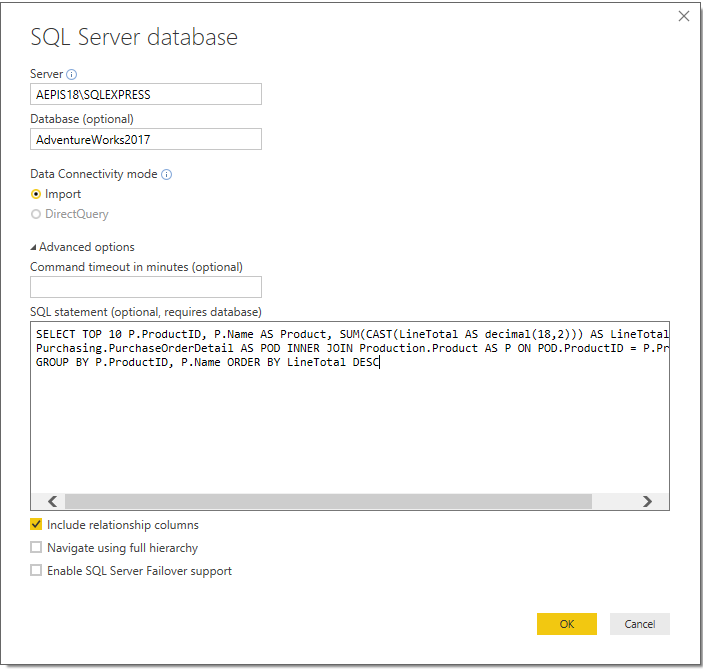 SQL Server database
Server
AEPIS18\SQLEXPRESS
Database (optional)
AdventureWorks2017
Data Connectivity mode
Import
DirectQuery
Advanced options
Command timeout in minutes (optional)
SQL statement (optional, requires database)
SELECT TOP 10 P.ProductID, P.Name AS Product, SUM(CAST(LineTotal AS decimal(18,2))) AS LineTotal
Purchasing.PurchaseOrderDetail AS POD INNER JOIN Production.Product AS P ON POD.ProductID = P.Pr
GROUP BY P.ProductID, P.Name ORDER BY LineTotal DESC
Include relationship columns
Navigate using full hierarchy
Enable SQL Server Failover support
OK Cancel